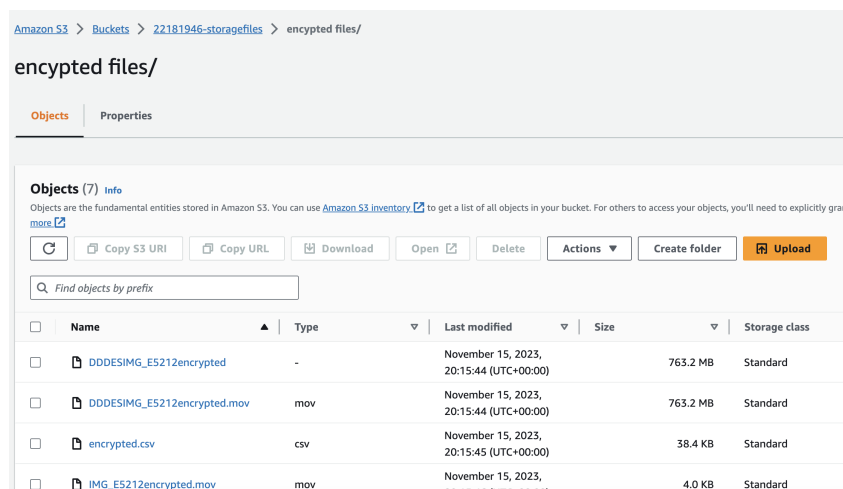 Amazon S3 > Buckets > 22181946-storagefiles > encypted files/
encypted files/
Objects Properties
Objects (7) Info
Objects are the fundamental entities stored in Amazon S3. You can use Amazon S3 inventory to get a list of all objects in your bucket. For others to access your objects, you'll need to explicitly gra
more
Copy S3 URI Copy URL Download Open Delete Actions Create folder Upload
Find objects by prefix
Name Type Last modified Size Storage class
DDDESIMG_E5212encrypted - November 15, 2023, 763.2 MB Standard
20:15:44 (UTC+00:00)
DDDESIMG_E5212encrypted.mov mov November 15, 2023, 763.2 MB Standard
20:15:44 (UTC+00:00)
encrypted.csv csv November 15, 2023, 38.4 KB Standard
20:15:45 (UTC+00:00)
IMG_E5212encrypted.mov mov November 15, 2023, 4.0 KB Standard